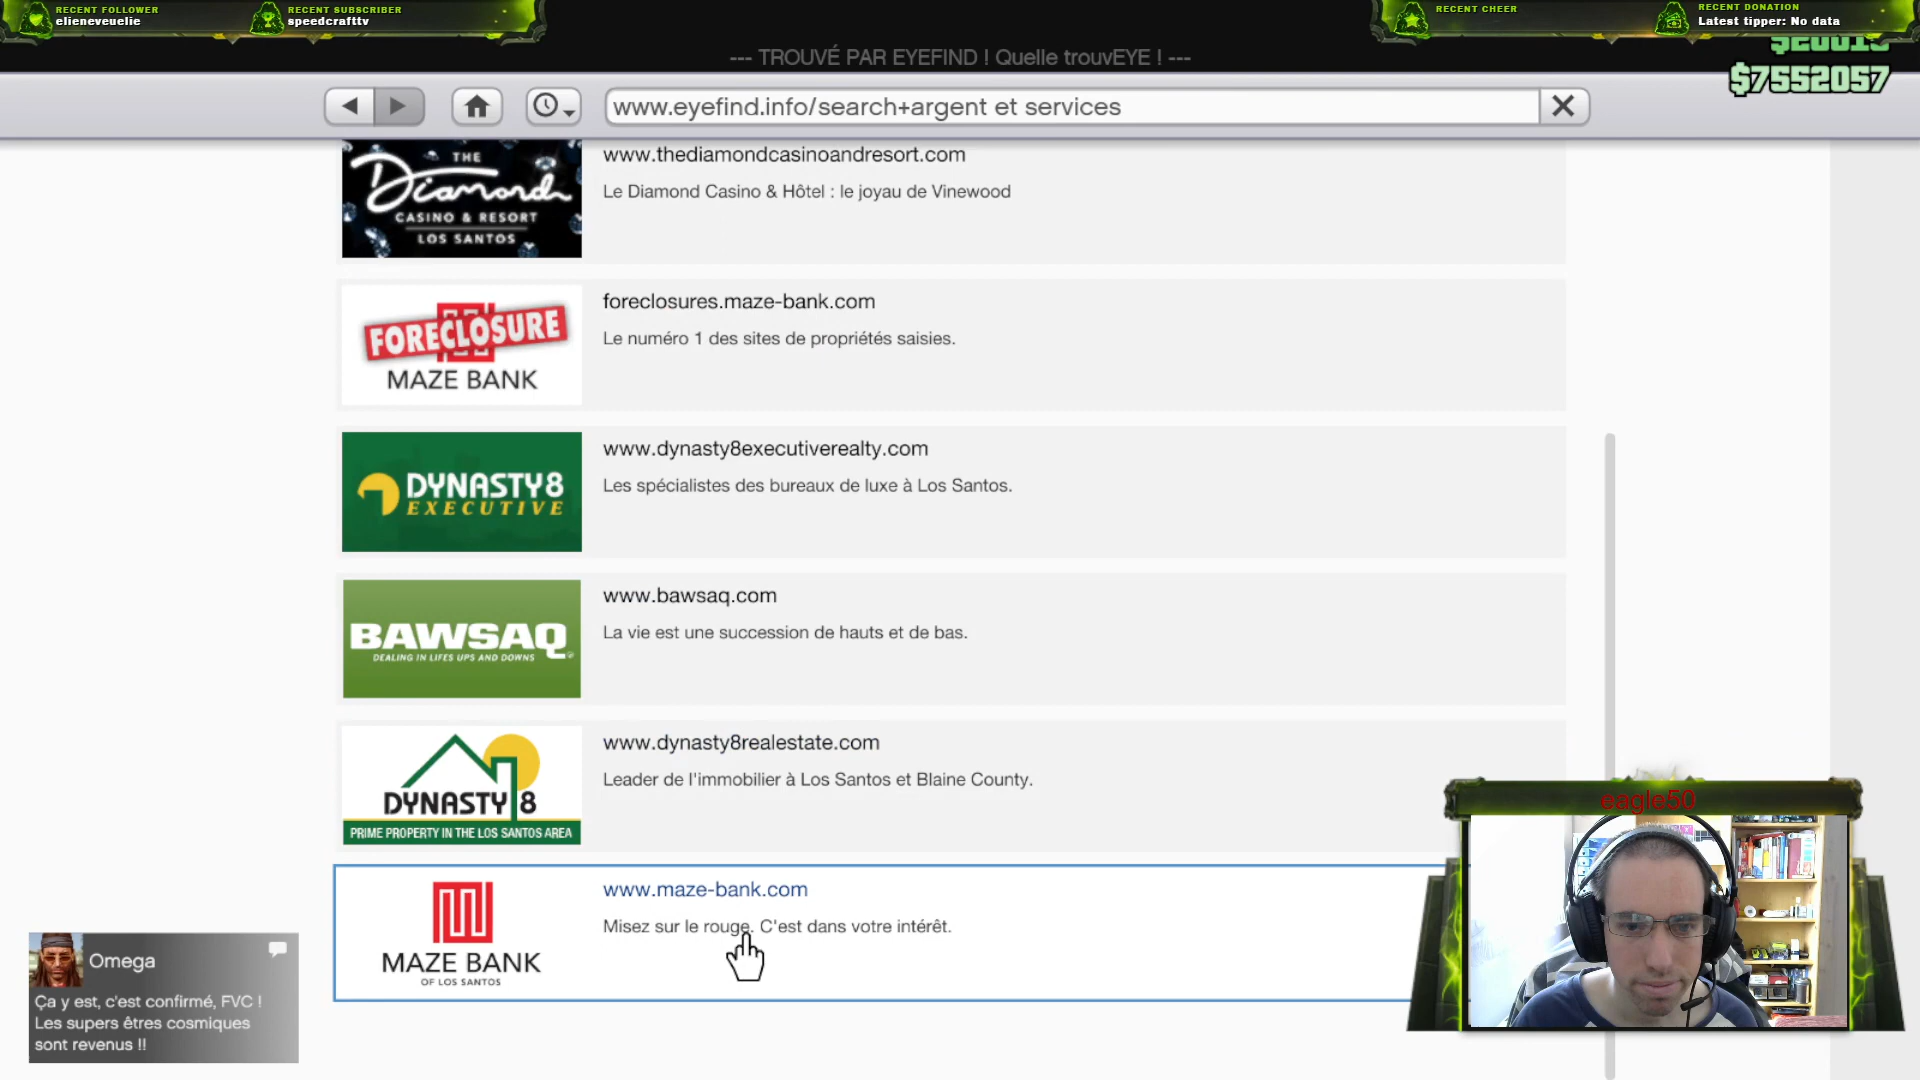 RECENT FOLLOWER
elieneveuelie
RECENT SUBSCRIBER
speedcrafttv
RECENT CHEER
RECENT DONATION
Latest tipper: No data
--- TROUVÉ PAR EYEFIND ! Quelle trouvEYE ! ---
$7552057
www.eyefind.info/search+argent et services
THE
Diamond
CASINO & RESORT
LOS SANTOS
www.thediamondcasinoandresort.com
Le Diamond Casino & Hôtel : le joyau de Vinewood
FORECLOSURE
MAZE BANK
foreclosures.maze-bank.com
Le numéro 1 des sites de propriétés saisies.
DYNASTY8
EXECUTIVE
www.dynasty8executiverealty.com
Les spécialistes des bureaux de luxe à Los Santos.
BAWSAQ
DEALING IN LIFES UPS AND DOWNS
www.bawsaq.com
La vie est une succession de hauts et de bas.
DYNASTY 8
PRIME PROPERTY IN THE LOS SANTOS AREA
www.dynasty8realestate.com
Leader de l'immobilier à Los Santos et Blaine County.
MAZE BANK
OF LOS SANTOS
www.maze-bank.com
Misez sur le rouge. C'est dans votre intérêt.
eagle50
Omega
Ça y est, c'est confirmé, FVC !
Les supers êtres cosmiques
sont revenus !!